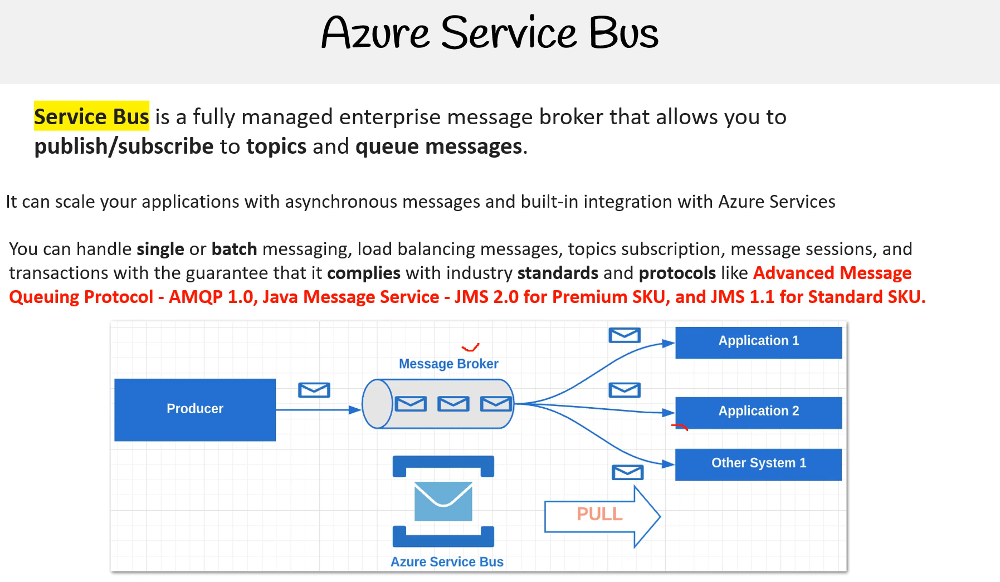 Azure Service Bus
Service Bus is a fully managed enterprise message broker that allows you to
publish/subscribe to topics and queue messages.
It can scale your applications with asynchronous messages and built-in integration with Azure Services
You can handle single or batch messaging, load balancing messages, topics subscription, message sessions, and
transactions with the guarantee that it complies with industry standards and protocols like Advanced Message
Queuing Protocol - AMQP 1.0, Java Message Service - JMS 2.0 for Premium SKU, and JMS 1.1 for Standard SKU.
Application 1
Message Broker
Producer
Application 2
Other System 1
PULL
Azure Service Bus